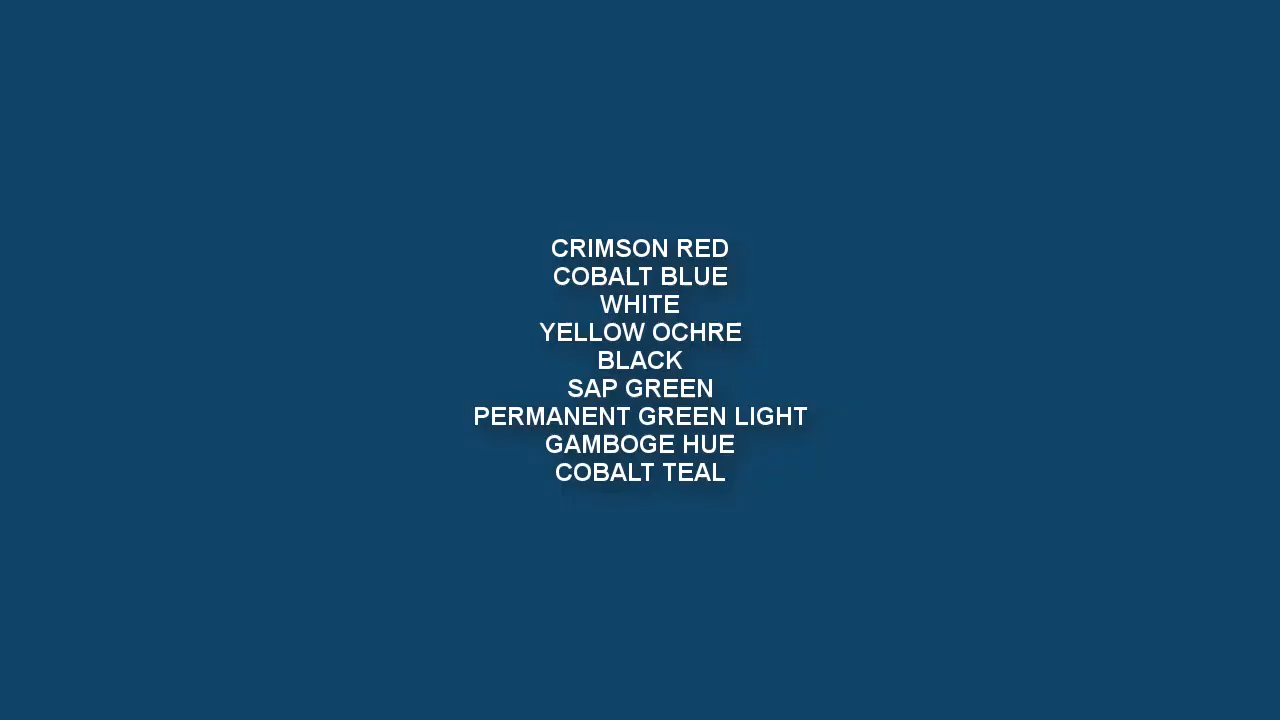 CRIMSON RED
COBALT BLUE
WHITE
YELLOW OCHRE
BLACK
SAP GREEN
PERMANENT GREEN LIGHT
GAMBOGE HUE
COBALT TEAL